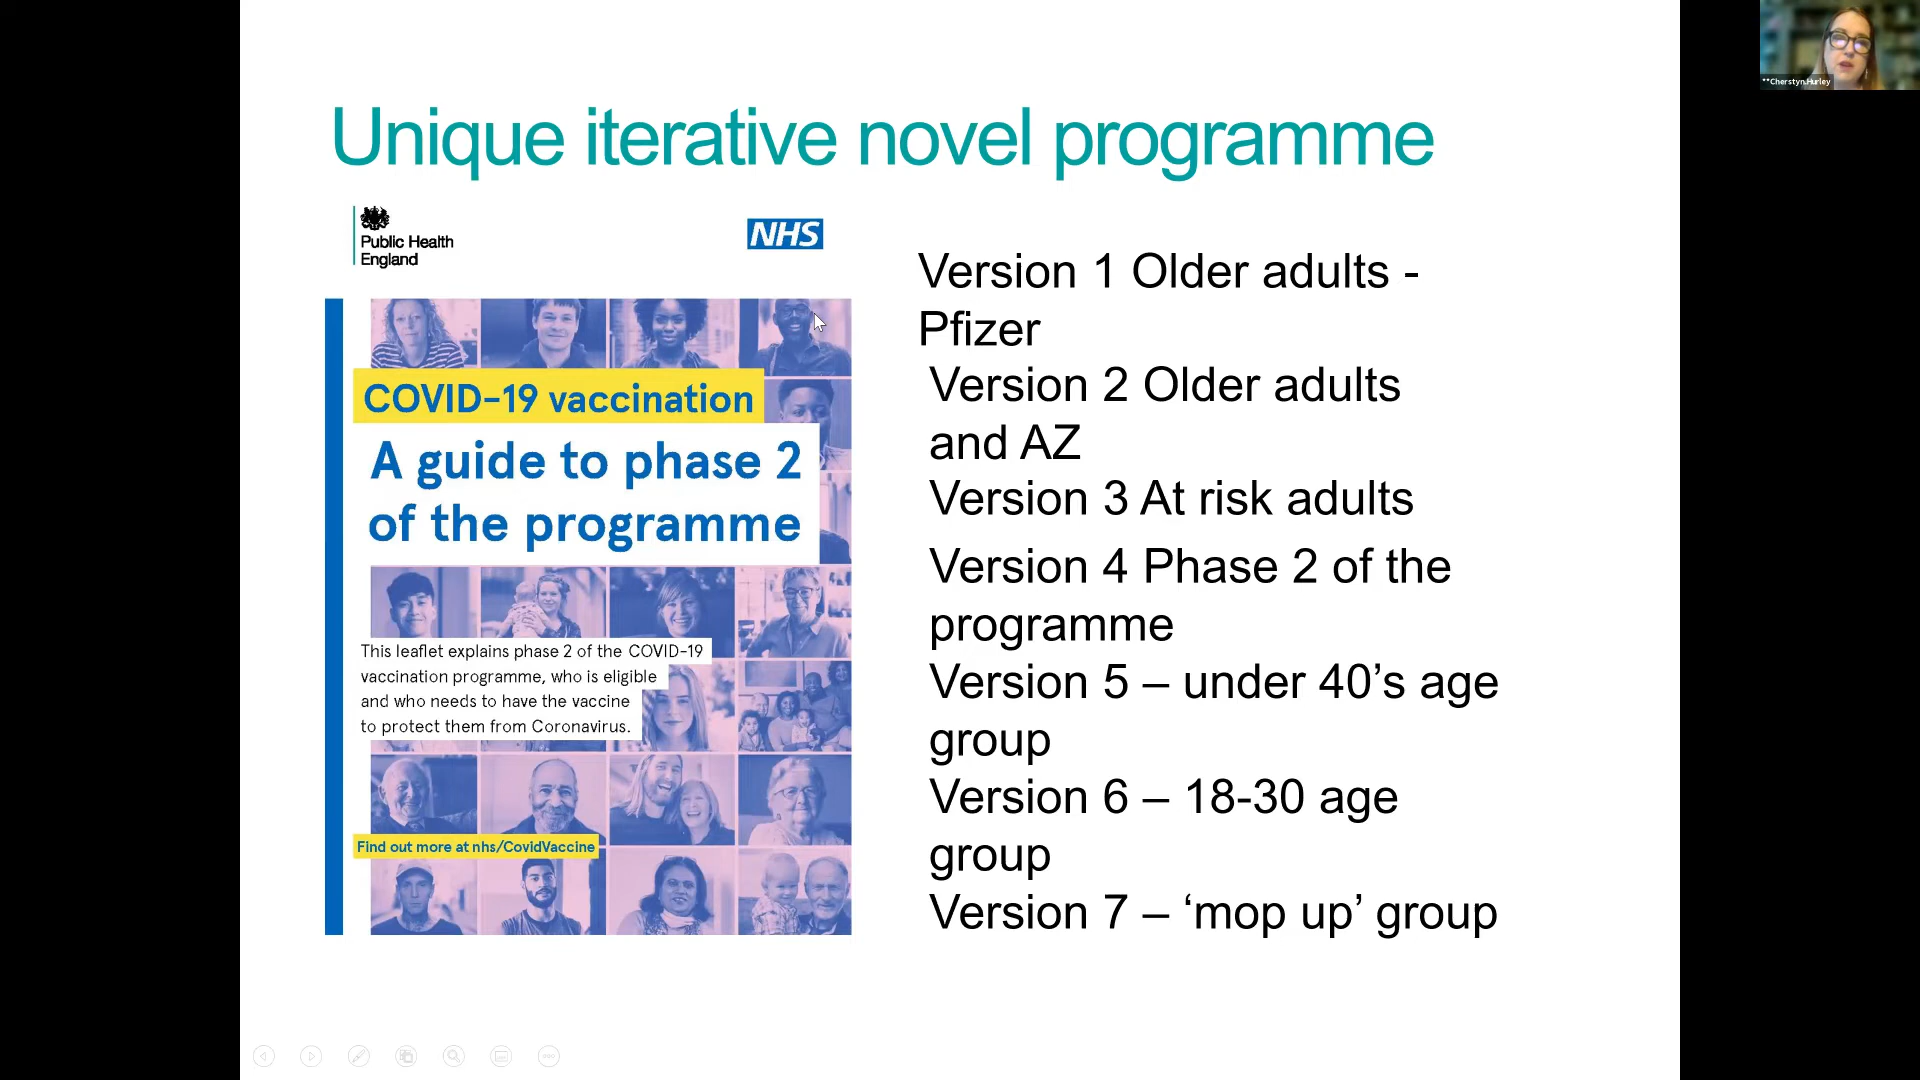 **Cherstyn.Hurley
Unique iterative novel programme
Public Health
England
NHS
COVID-19 vaccination
A guide to phase 2
of the programme
This leaflet explains phase 2 of the COVID-19
vaccination programme, who is eligible
and who needs to have the vaccine
to protect them from Coronavirus.
Find out more at nhs/CovidVaccine
Version 1 Older adults -
Pfizer
Version 2 Older adults
and AZ
Version 3 At risk adults
Version 4 Phase 2 of the
programme
Version 5 – under 40’s age
group
Version 6 – 18-30 age
group
Version 7 – ‘mop up’ group